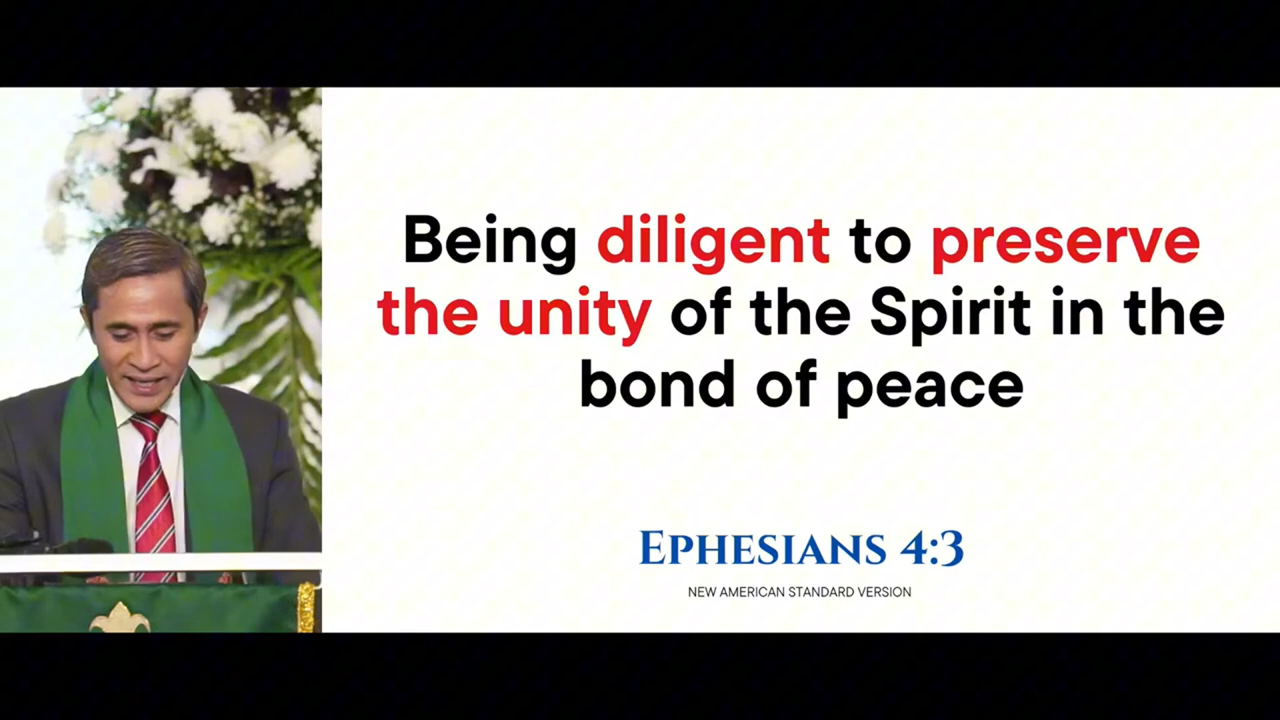 Being diligent to preserve
the unity of the Spirit in the
bond of peace
EPHESIANS 4:3
NEW AMERICAN STANDARD VERSION